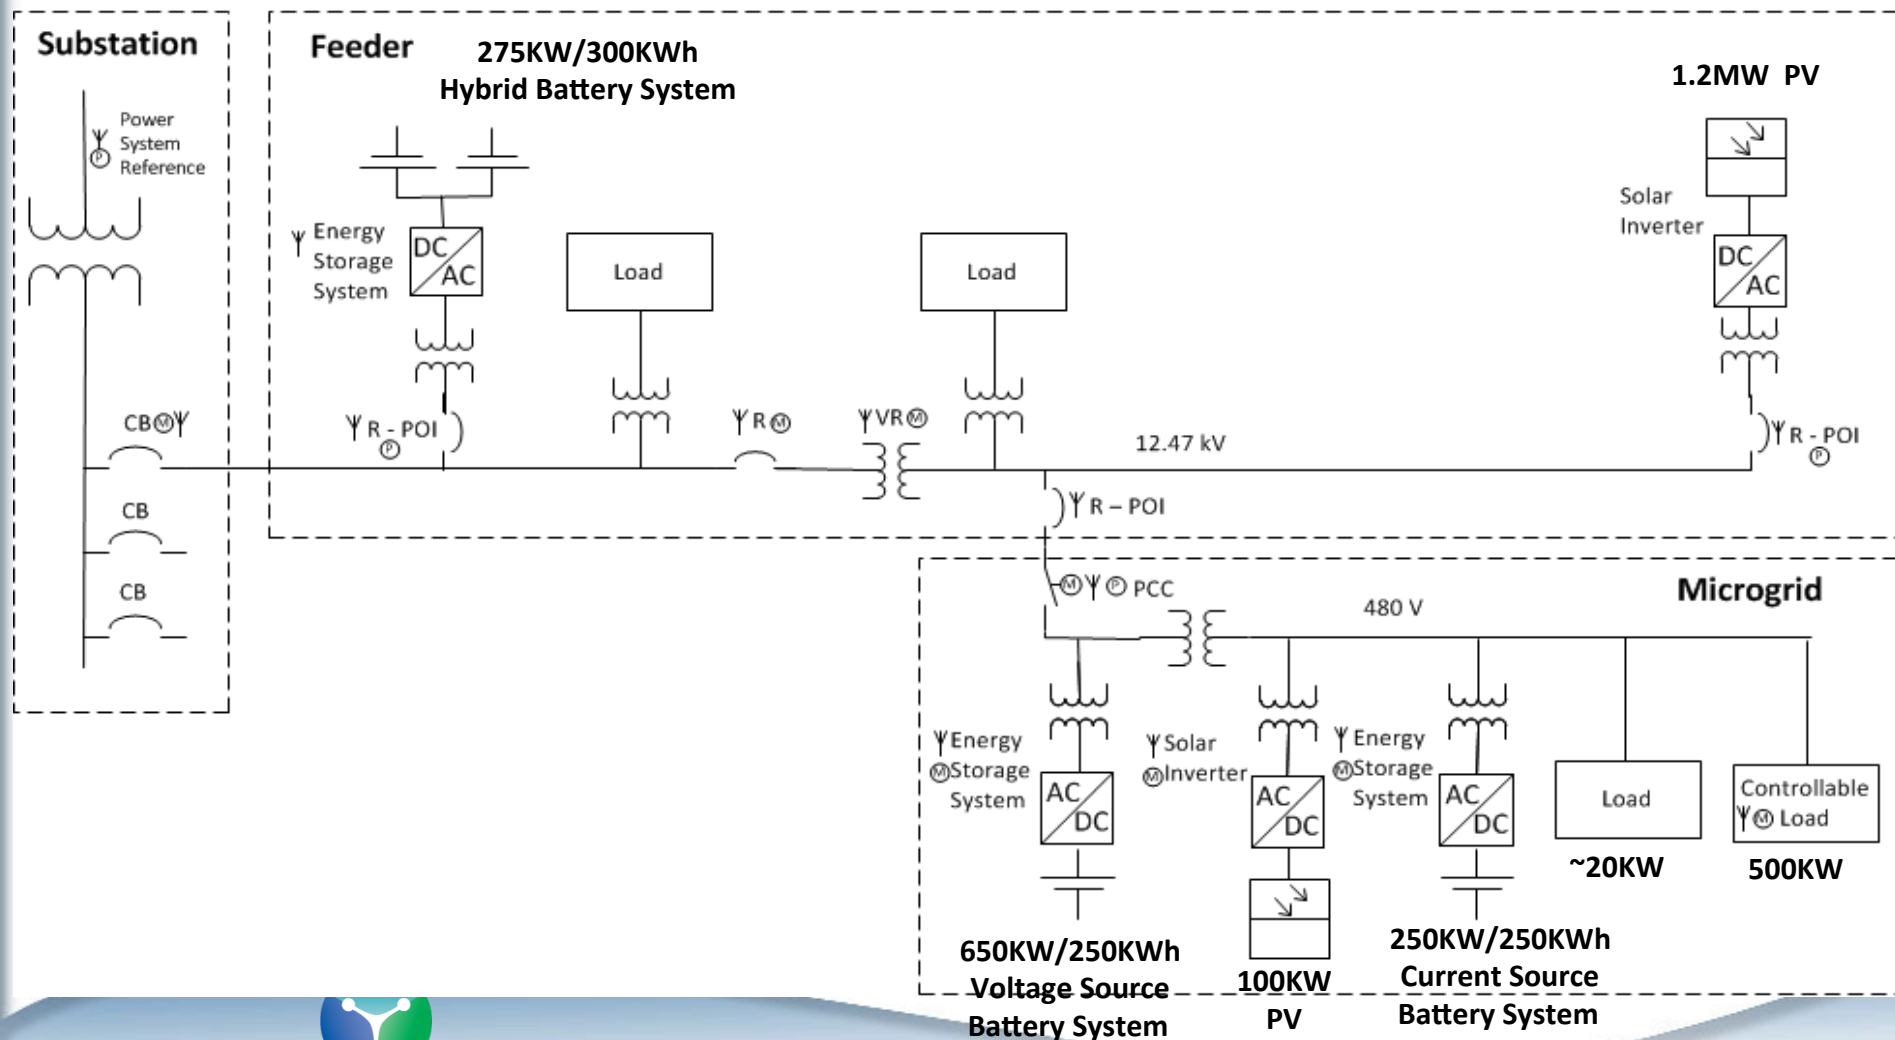 Substation
Power
System
Reference
P
CB M
CB
CB
Feeder
275KW/300KWh
Hybrid Battery System
Energy
Storage
System
DC
AC
R - POI
P
Load
R M
VR M
Load
12.47 kV
R – POI
1.2MW PV
Solar
Inverter
DC
AC
R - POI
P
Microgrid
M P PCC
480 V
Energy
M Storage
System
AC
DC
650KW/250KWh
Voltage Source
Battery System
Solar
M Inverter
AC
DC
100KW
PV
Energy
M Storage
System
AC
DC
250KW/250KWh
Current Source
Battery System
Load
~20KW
Controllable
M Load
500KW